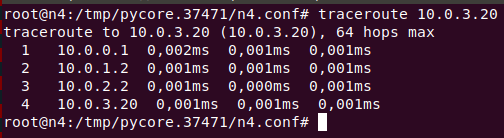 root@n4:/tmp/pycore.37471/n4.conf# traceroute 10.0.3.20
traceroute to 10.0.3.20 (10.0.3.20), 64 hops max
1 10.0.0.1 0,002ms 0,001ms 0,001ms
2 10.0.1.2 0,001ms 0,001ms 0,001ms
3 10.0.2.2 0,001ms 0,000ms 0,001ms
4 10.0.3.20 0,001ms 0,001ms 0,001ms
root@n4:/tmp/pycore.37471/n4.conf#